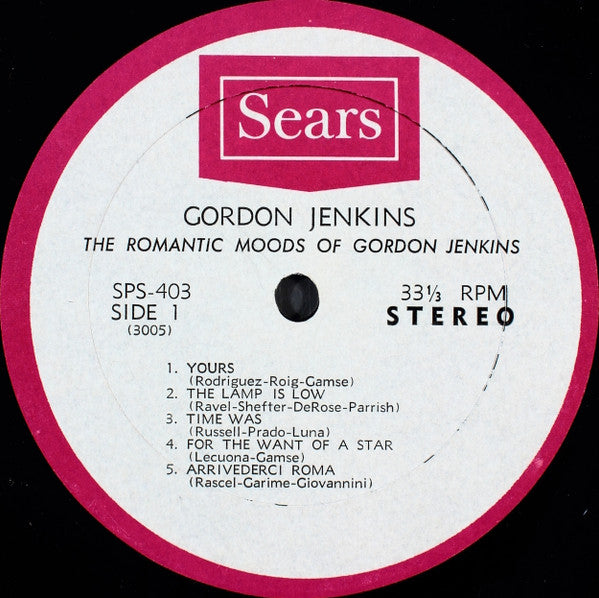 Sears
GORDON JENKINS
THE ROMANTIC MOODS OF GORDON JENKINS
SPS-403
33 1/3 RPM
SIDE 1
STEREO
(3005)
1. YOURS
(Rodriguez-Roig-Gamse)
2. THE LAMP IS LOW
(Ravel-Shefter-DeRose-Parrish)
3. TIME WAS
(Russell-Prado-Luna)
4. FOR THE WANT OF A STAR
(Lecuona-Gamse)
5. ARRIVEDERCI ROMA
(Rascel-Garime-Giovannini)